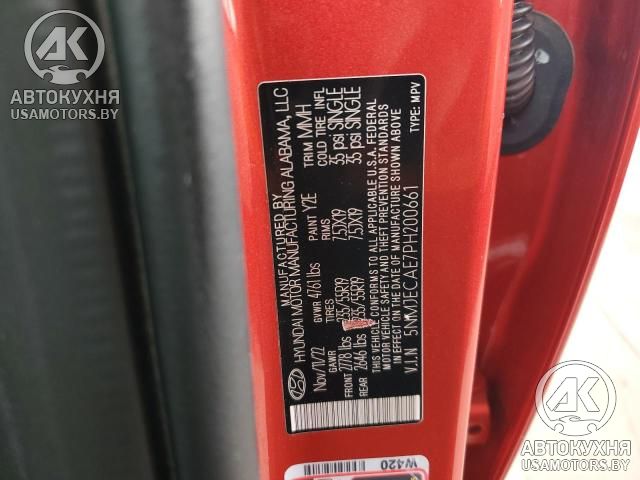 АВТОКУХНЯ
USAMOTORS.BY
MANUFACTURED BY
HYUNDAI MOTOR MANUFACTURING ALABAMA, LLC
Nov/11/22 GVWR 4761 lbs PAINT Y2E TRIM MMH
GAWR TIRES RIMS COLD TIRE INFL
FRONT 2778 lbs 235/55R19 7.5JX19 35 psi SINGLE
REAR 2646 lbs 235/55R19 7.5JX19 35 psi SINGLE
THIS VEHICLE CONFORMS TO ALL APPLICABLE U.S.A. FEDERAL
MOTOR VEHICLE SAFETY AND THEFT PREVENTION STANDARDS
IN EFFECT ON THE DATE OF MANUFACTURE SHOWN ABOVE
V.I.N 5NMJECAE7PH200661 TYPE: MPV
W420
АВТОКУХНЯ
USAMOTORS.BY